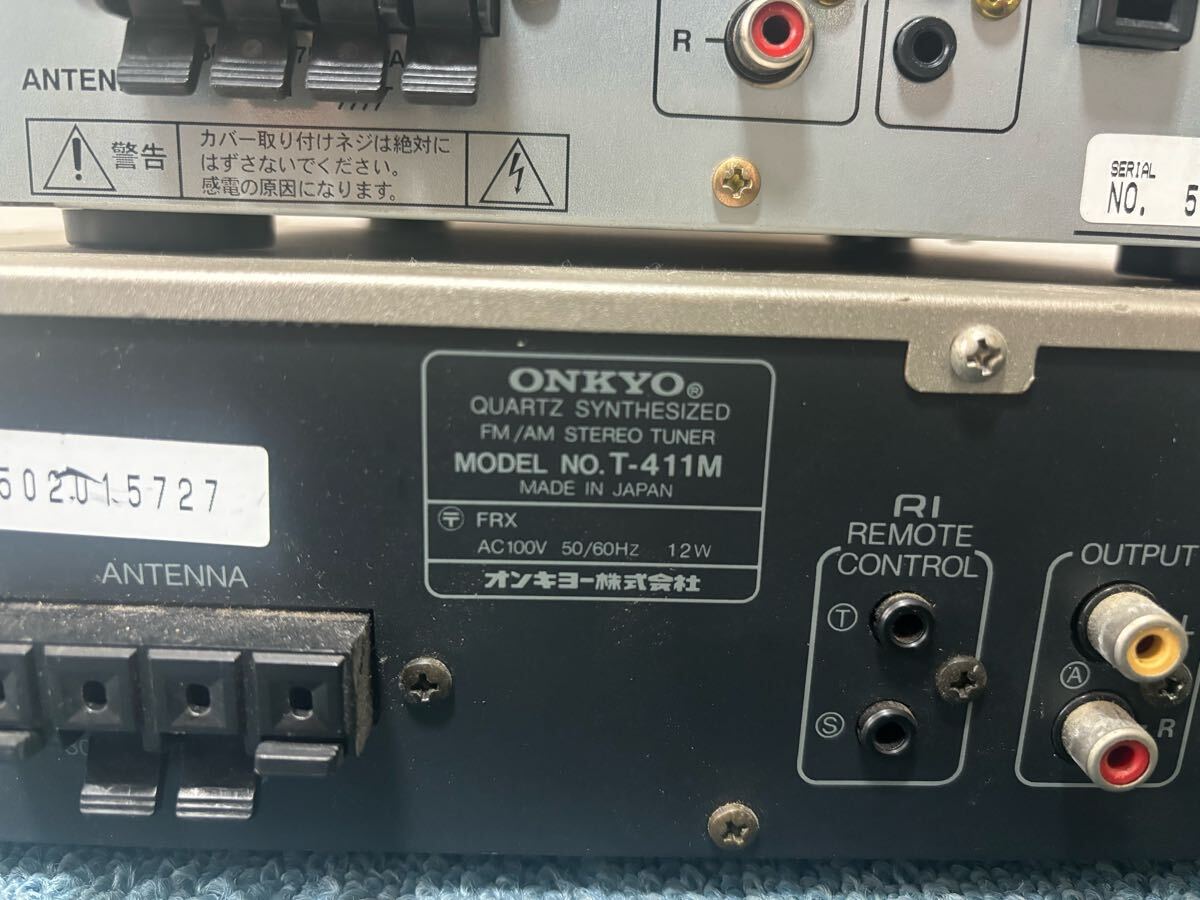 R
警告
カバー取り付けネジは絶対に
はずさないでください。
感電の原因になります。
SERIAL
NO. 5
ONKYO®
QUARTZ SYNTHESIZED
FM/AM STEREO TUNER
MODEL NO. T-411M
MADE IN JAPAN
〒 FRX
AC100V 50/60HZ 12W
オンキヨー株式会社
502015727
ANTENNA
RI
REMOTE
CONTROL
T
S
OUTPUT
L
A
R